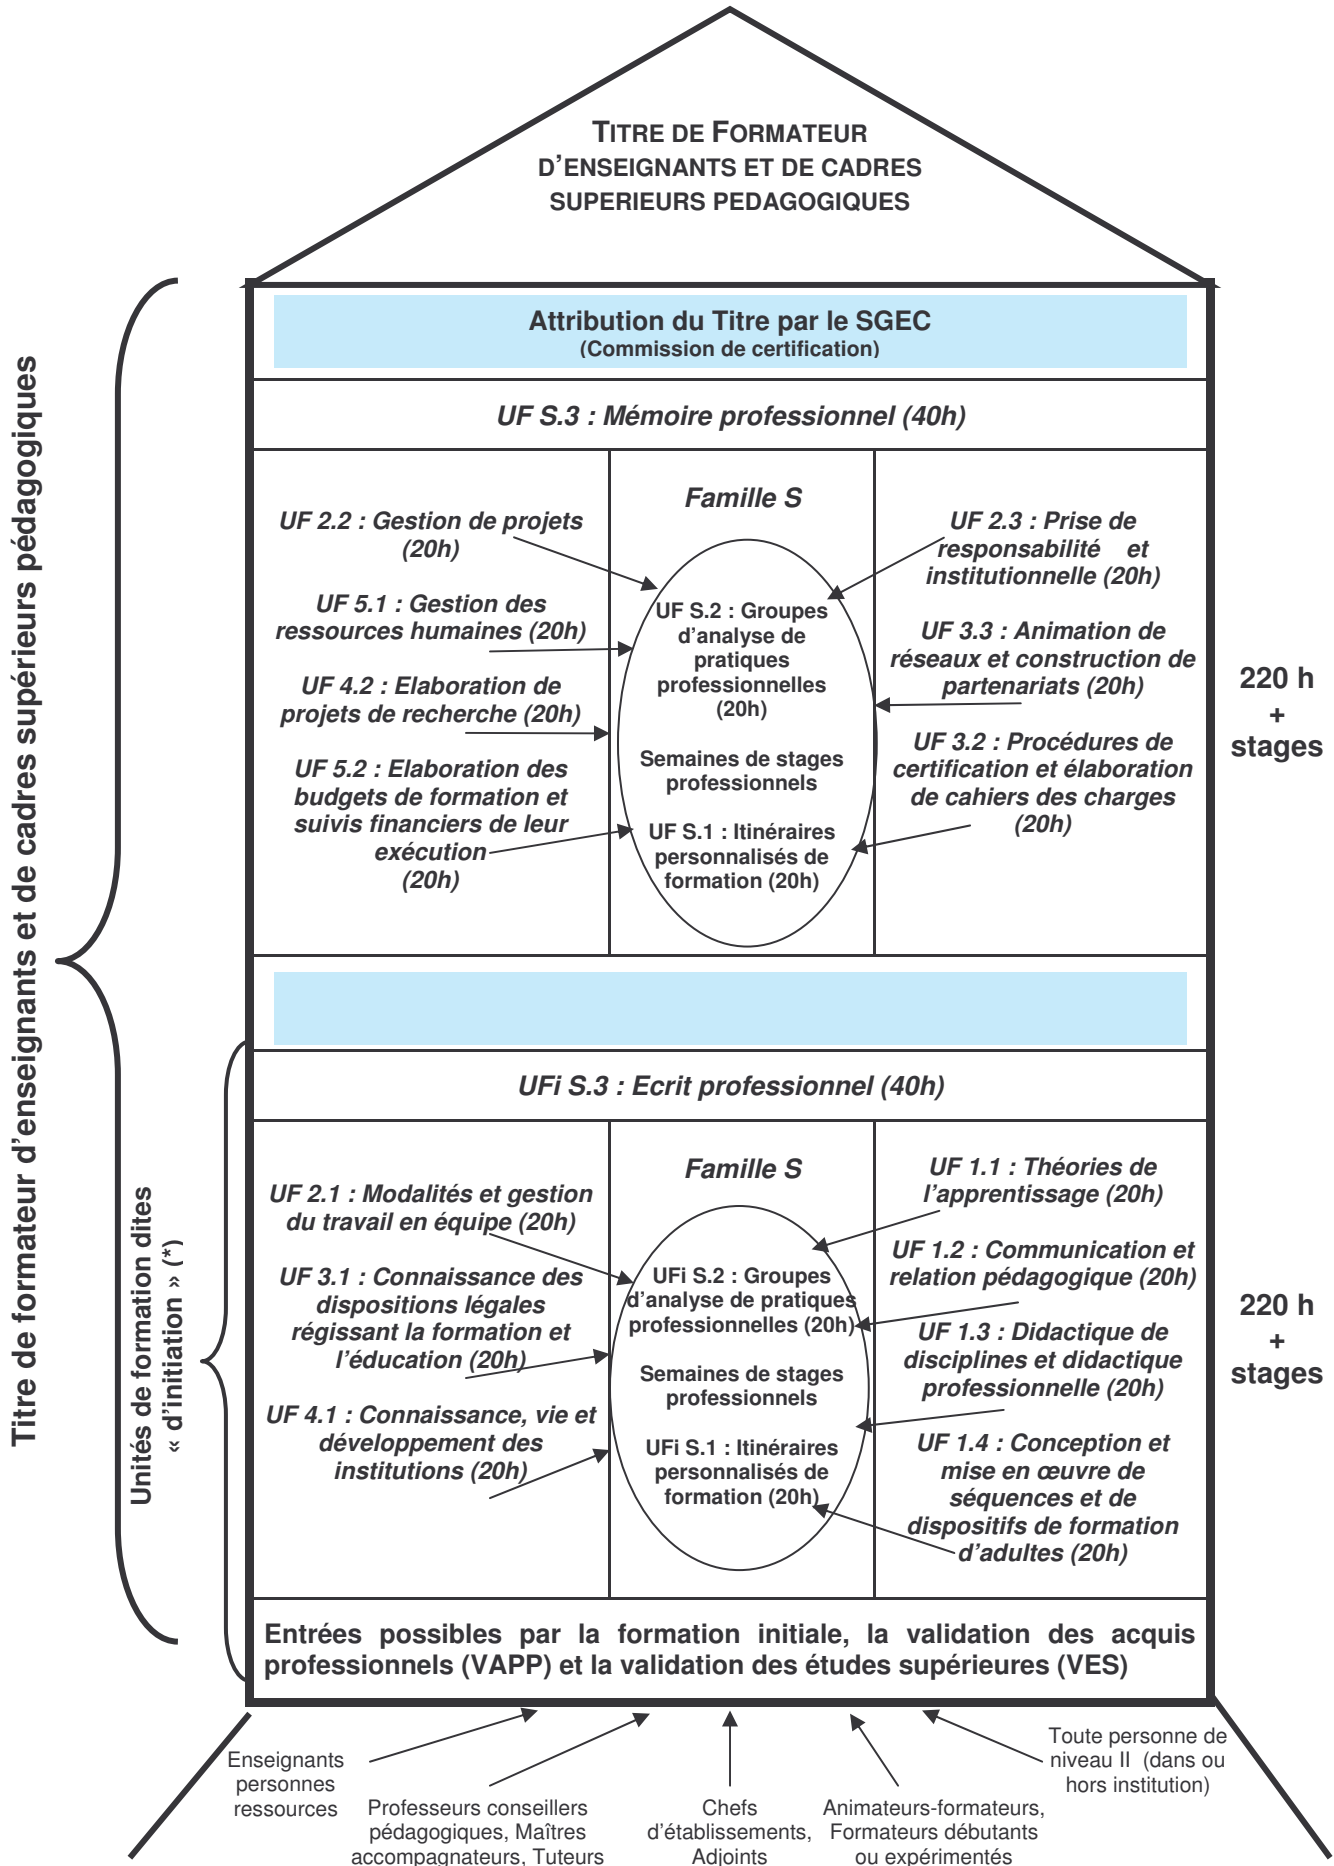 TITRE DE FORMATEUR
D'ENSEIGNANTS ET DE CADRES
SUPERIEURS PEDAGOGIQUES
Attribution du Titre par le SGEC
(Commission de certification)
UF S.3 : Mémoire professionnel (40h)
UF 2.2 : Gestion de projets
(20h)
UF 5.1 : Gestion des
ressources humaines (20h)
UF 4.2 : Elaboration de
projets de recherche (20h)
UF 5.2 : Elaboration des
budgets de formation et
suivis financiers de leur
exécution
(20h)
Famille S
UF S.2 : Groupes
d'analyse de
pratiques
professionnelles
(20h)
Semaines de stages
professionnels
UF S.1 : Itinéraires
personnalisés de
formation (20h)
UF 2.3 : Prise de
responsabilité et
institutionnelle (20h)
UF 3.3 : Animation de
réseaux et construction de
partenariats (20h)
UF 3.2 : Procédures de
certification et élaboration
de cahiers des charges
(20h)
220 h
+
stages
Titre de formateur d'enseignants et de cadres supérieurs pédagogiques
UFi S.3 : Ecrit professionnel (40h)
Unités de formation dites
« d'initiation » (*)
UF 2.1 : Modalités et gestion
du travail en équipe (20h)
UF 3.1 : Connaissance des
dispositions légales
régissant la formation et
l'éducation (20h)
UF 4.1 : Connaissance, vie et
développement des
institutions (20h)
Famille S
UFi S.2 : Groupes
d'analyse de pratiques
professionnelles (20h)
Semaines de stages
professionnels
UFi S.1 : Itinéraires
personnalisés de
formation (20h)
UF 1.1 : Théories de
l'apprentissage (20h)
UF 1.2 : Communication et
relation pédagogique (20h)
UF 1.3 : Didactique de
disciplines et didactique
professionnelle (20h)
UF 1.4 : Conception et
mise en œuvre de
séquences et de
dispositifs de formation
d'adultes (20h)
220 h
+
stages
Entrées possibles par la formation initiale, la validation des acquis
professionnels (VAPP) et la validation des études supérieures (VES)
Enseignants
personnes
ressources
Professeurs conseillers
pédagogiques, Maîtres
accompagnateurs, Tuteurs
Chefs
d'établissements,
Adjoints
Animateurs-formateurs,
Formateurs débutants
ou expérimentés
Toute personne de
niveau II (dans ou
hors institution)